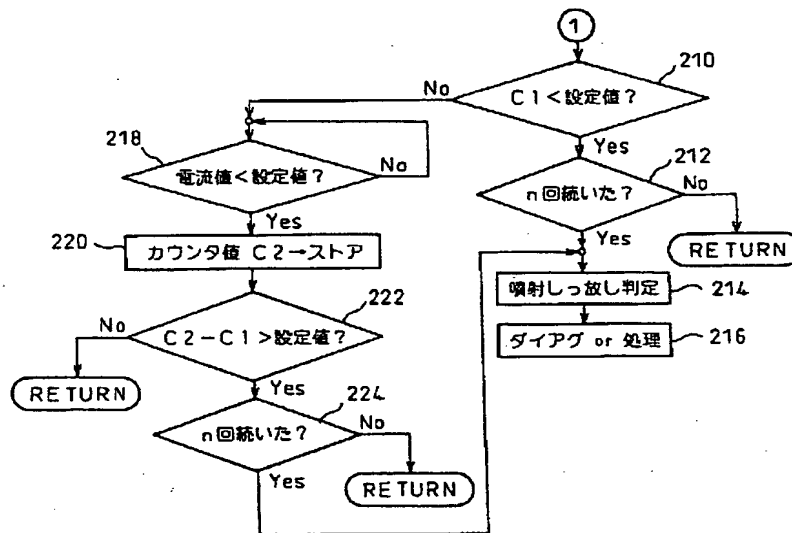 1
210
C1<設定値?
No
Yes
218
電流値<設定値?
No
Yes
212
n回続いた?
No
Yes
RETURN
220
カウンタ値 C2→ストア
噴射しっ放し判定
214
222
C2-C1>設定値?
No
Yes
ダイアグ or 処理
216
RETURN
224
n回続いた?
No
Yes
RETURN